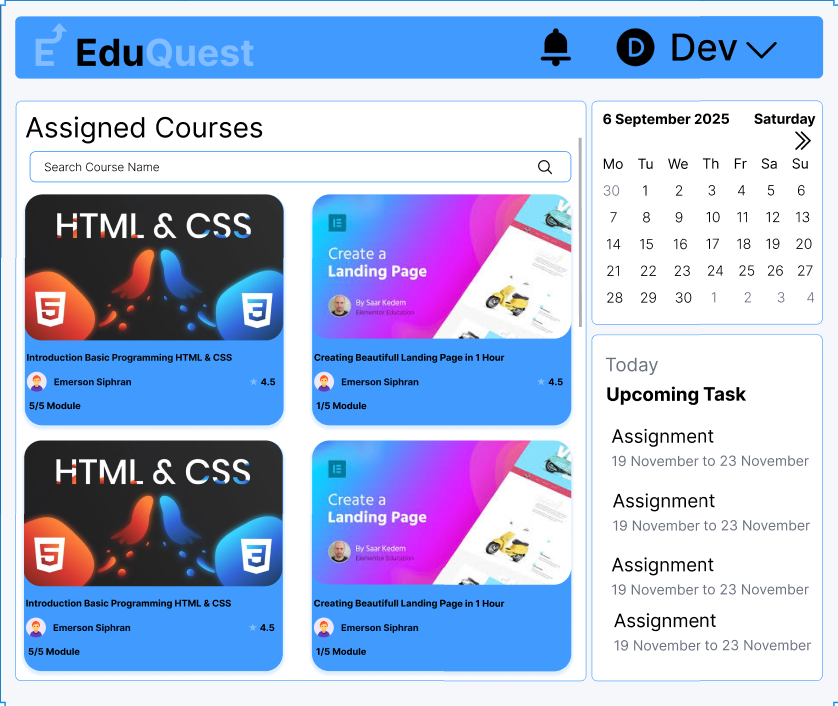 E EduQuest
D Dev
Assigned Courses
Search Course Name
HTML & CSS
5 3
Introduction Basic Programming HTML & CSS
Emerson Siphran 4.5
5/5 Module
Create a
Landing Page
By Saar Kedem
Elementor Education
Creating Beautifull Landing Page in 1 Hour
Emerson Siphran 4.5
1/5 Module
HTML & CSS
5 3
Introduction Basic Programming HTML & CSS
Emerson Siphran 4.5
5/5 Module
Create a
Landing Page
By Saar Kedem
Elementor Education
Creating Beautifull Landing Page in 1 Hour
Emerson Siphran
1/5 Module
6 September 2025 Saturday
Mo Tu We Th Fr Sa Su
30 1 2 3 4 5 6
7 8 9 10 11 12 13
14 15 16 17 18 19 20
21 22 23 24 25 26 27
28 29 30 1 2 3 4
Today
Upcoming Task
Assignment
19 November to 23 November
Assignment
19 November to 23 November
Assignment
19 November to 23 November
Assignment
19 November to 23 November